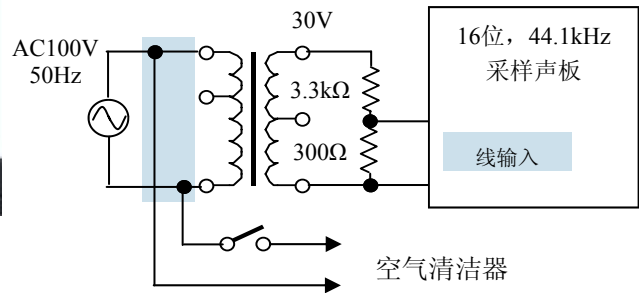 30V
AC100V
50Hz
16位，44.1kHz
采样声板
3.3kΩ
300Ω
线输入
空气清洁器